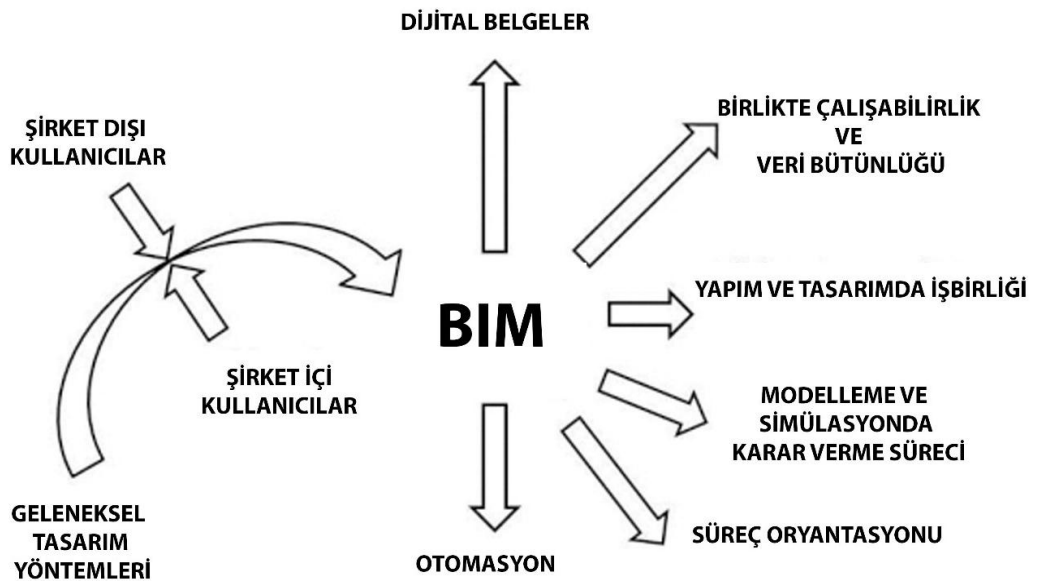 DİJİTAL BELGELER
ŞİRKET DIŞI
KULLANICILAR
BİRLİKTE ÇALIŞABİLİRLİK
VE
VERİ BÜTÜNLÜĞÜ
YAPIM VE TASARIMDA İŞBİRLİĞİ
BIM
ŞİRKET İÇİ
KULLANICILAR
MODELLEME VE
SİMÜLASYONDA
KARAR VERME SÜRECİ
GELENEKSEL
TASARIM
YÖNTEMLERİ
SÜREÇ ORYANTASYONU
OTOMASYON